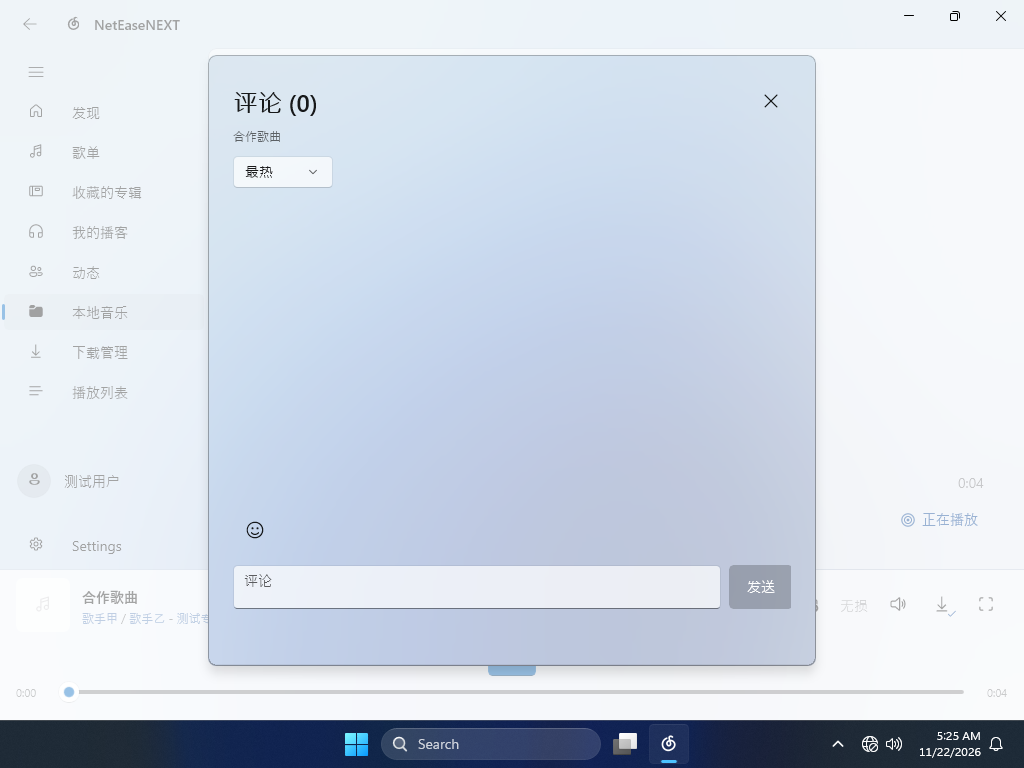 NetEaseNEXT
发现
歌单
收藏的专辑
我的播客
动态
本地音乐
下载管理
播放列表
测试用户
Settings
评论 (0)
合作歌曲
最热
评论
发送
0:04
正在播放
合作歌曲
歌手甲 / 歌手乙 - 测试专
无损
0:00
0:04
Search
5:25 AM
11/22/2026